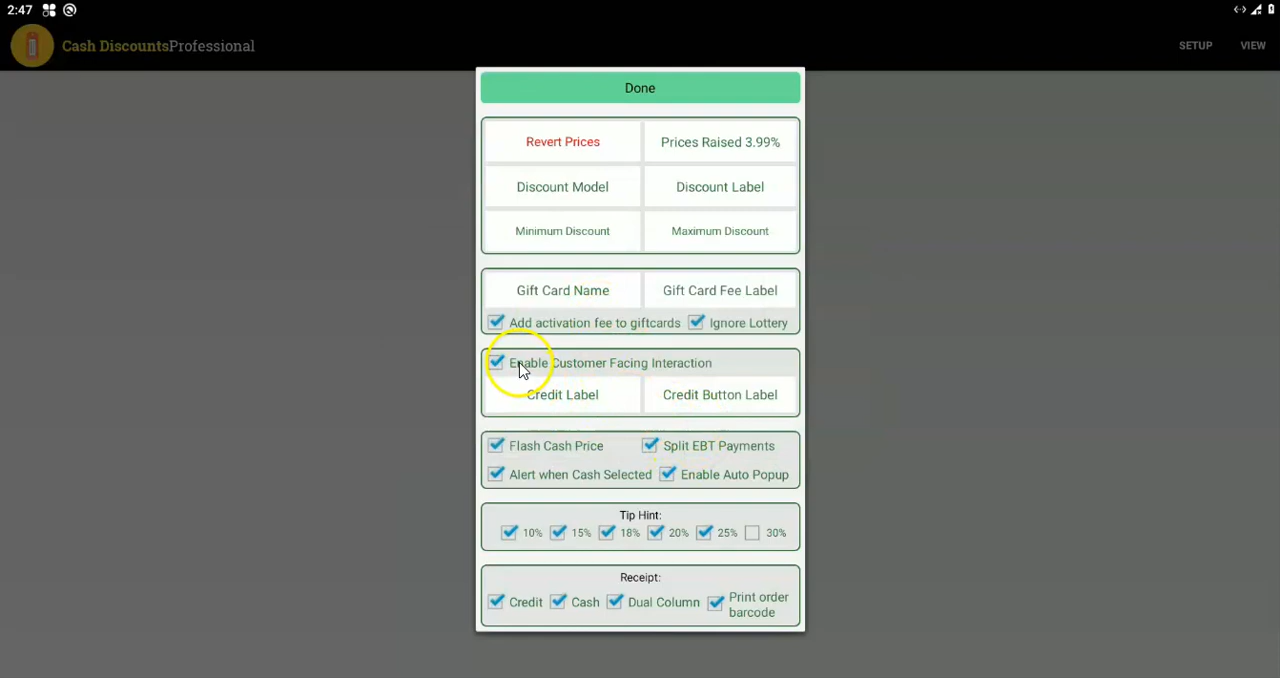 2:47
Cash DiscountsProfessional
SETUP
VIEW
Done
Revert Prices
Prices Raised 3.99%
Discount Model
Discount Label
Minimum Discount
Maximum Discount
Gift Card Name
Gift Card Fee Label
Add activation fee to giftcards
Ignore Lottery
Enable Customer Facing Interaction
Credit Label
Credit Button Label
Flash Cash Price
Split EBT Payments
Alert when Cash Selected
Enable Auto Popup
Tip Hint:
10% 15% 18% 20% 25% 30%
Receipt:
Credit Cash Dual Column Print order
barcode